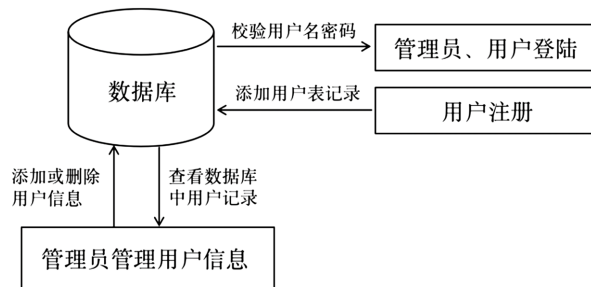 校验用户名密码
管理员、用户登陆
数据库
添加用户表记录
用户注册
添加或删除
用户信息
查看数据库
中用户记录
管理员管理用户信息